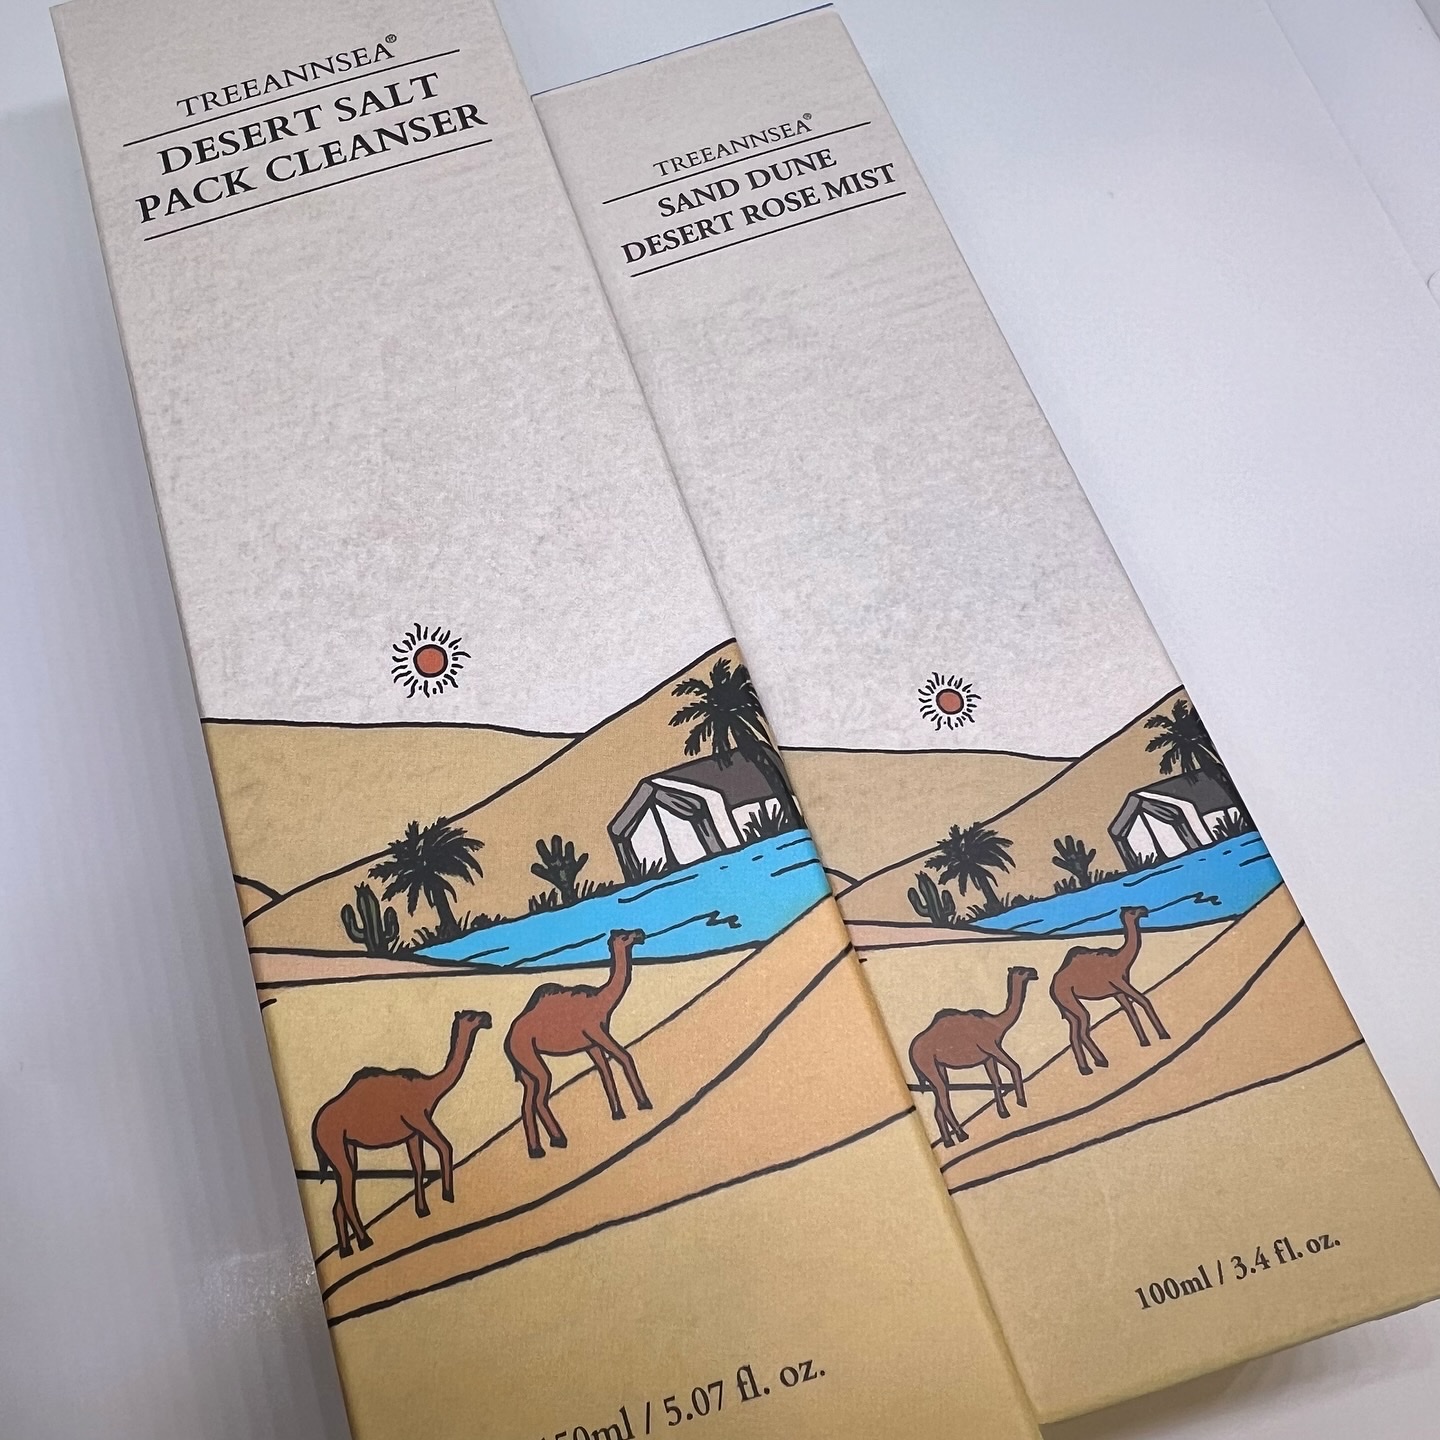 TREEANNSEA®
DESERT SALT
PACK CLEANSER
150ml / 5.07 fl. oz.
TREEANNSEA®
SAND DUNE
DESERT ROSE MIST
100ml / 3.4 fl. oz.